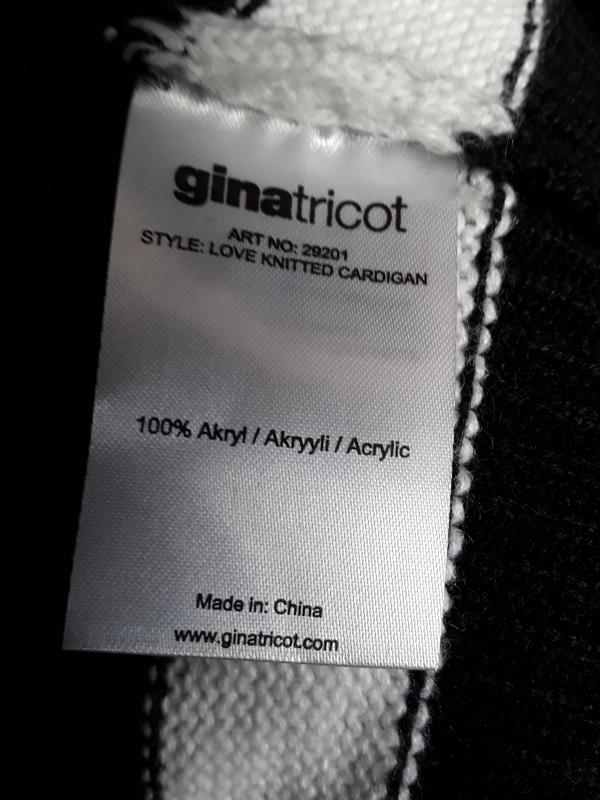 ginatricot
ART NO: 29201
STYLE: LOVE KNITTED CARDIGAN
100% Akryl / Akryyli / Acrylic
Made in: China
www.ginatricot.com